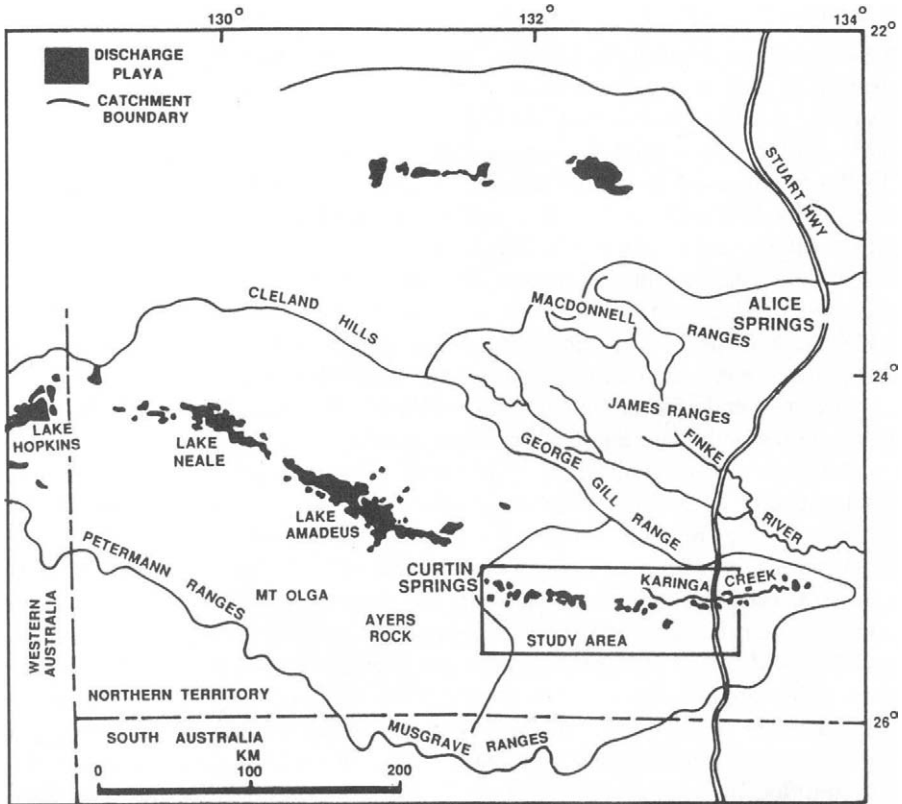 130°
132°
134°
22°
DISCHARGE
PLAYA
CATCHMENT
BOUNDARY
STUART HWY
CLELAND
HILLS
MACDONNELL
RANGES
ALICE
SPRINGS
24°
LAKE
HOPKINS
LAKE
NEALE
JAMES RANGES
FINKE
RIVER
GEORGE GILL RANGE
LAKE
AMADEUS
PETERMANN RANGES
CURTIN
SPRINGS
KARINGA CREEK
MT OLGA
AYERS
ROCK
STUDY AREA
WESTERN
AUSTRALIA
NORTHERN TERRITORY
SOUTH AUSTRALIA
MUSGRAVE RANGES
26°
KM
0
100
200